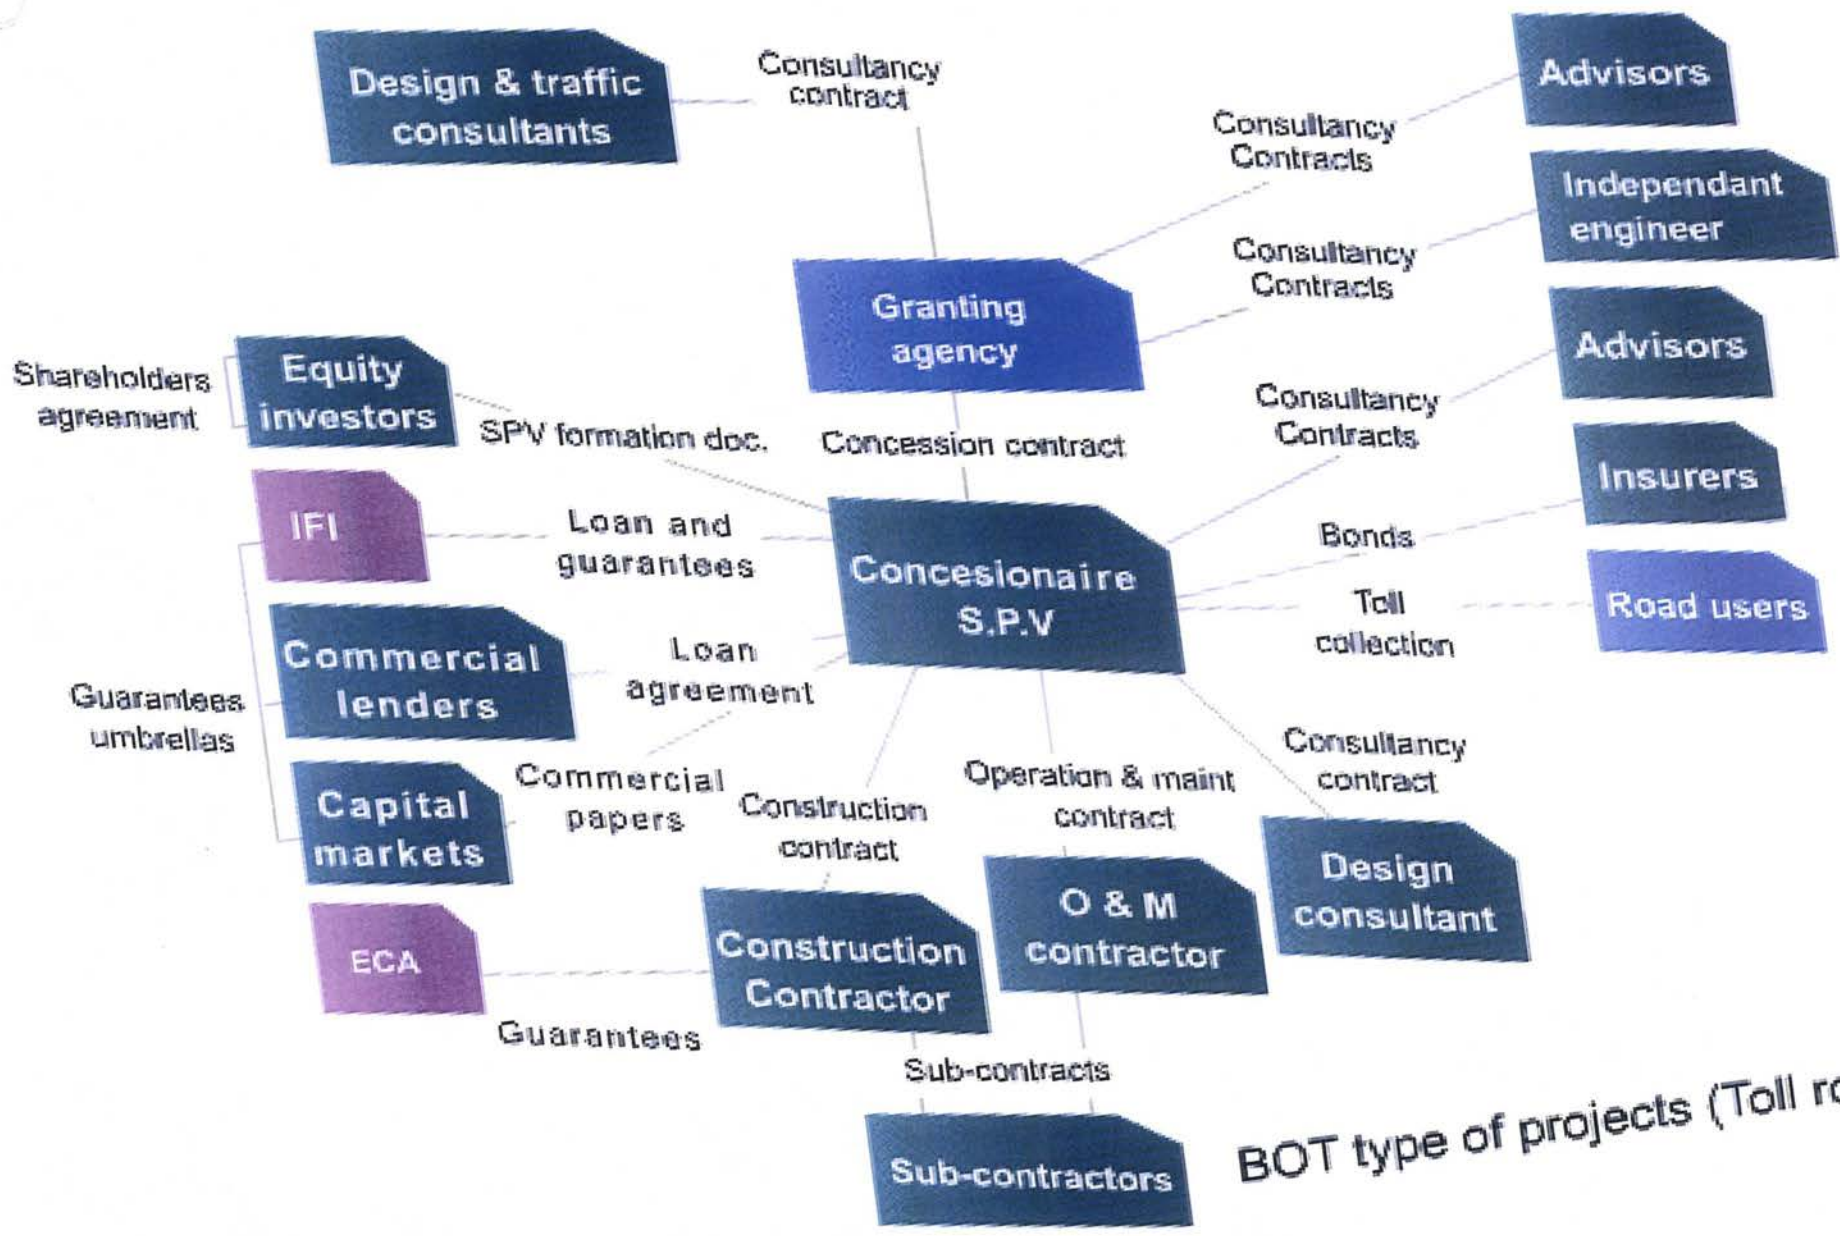 Design & traffic
consultants
Consultancy
contract
Advisors
Consultancy
Contracts
Independant
engineer
Consultancy
Contracts
Granting
agency
Advisors
Consultancy
Contracts
Shareholders
agreement
Equity
investors
SPV formation doc.
Concession contract
Insurers
IFI
Loan and
guarantees
Bonds
Concesionaire
S.P.V
Toll
collection
Road users
Commercial
lenders
Loan
agreement
Guarantees
umbrellas
Capital
markets
Commercial
papers
Construction
contract
Operation & maint
contract
Consultancy
contract
Design
consultant
O & M
contractor
Construction
Contractor
ECA
Guarantees
Sub-contracts
Sub-contractors
BOT type of projects (Toll